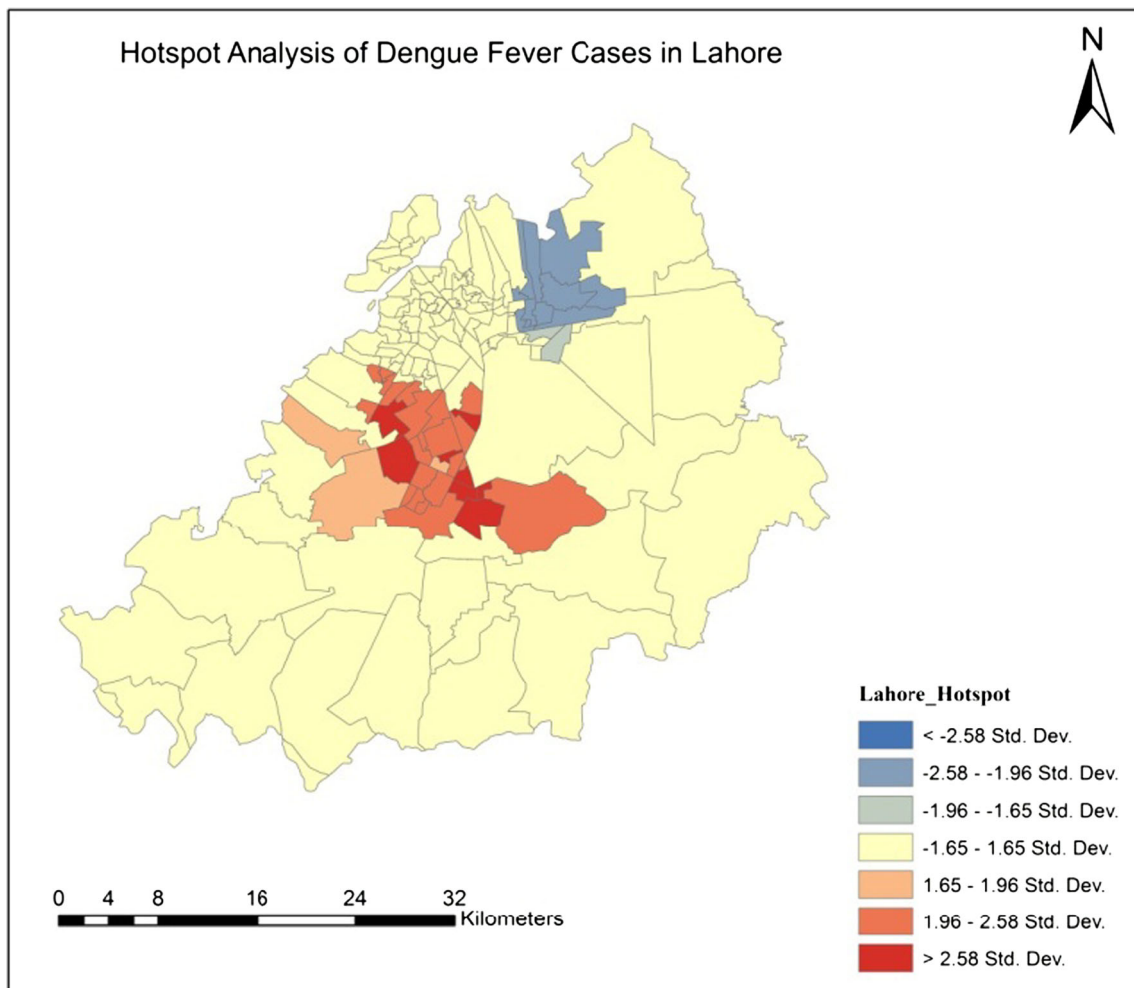 Hotspot Analysis of Dengue Fever Cases in Lahore
N
Lahore_Hotspot
< -2.58 Std. Dev.
-2.58 - -1.96 Std. Dev.
-1.96 - -1.65 Std. Dev.
-1.65 - 1.65 Std. Dev.
1.65 - 1.96 Std. Dev.
1.96 - 2.58 Std. Dev.
> 2.58 Std. Dev.
0 4 8 16 24 32
Kilometers